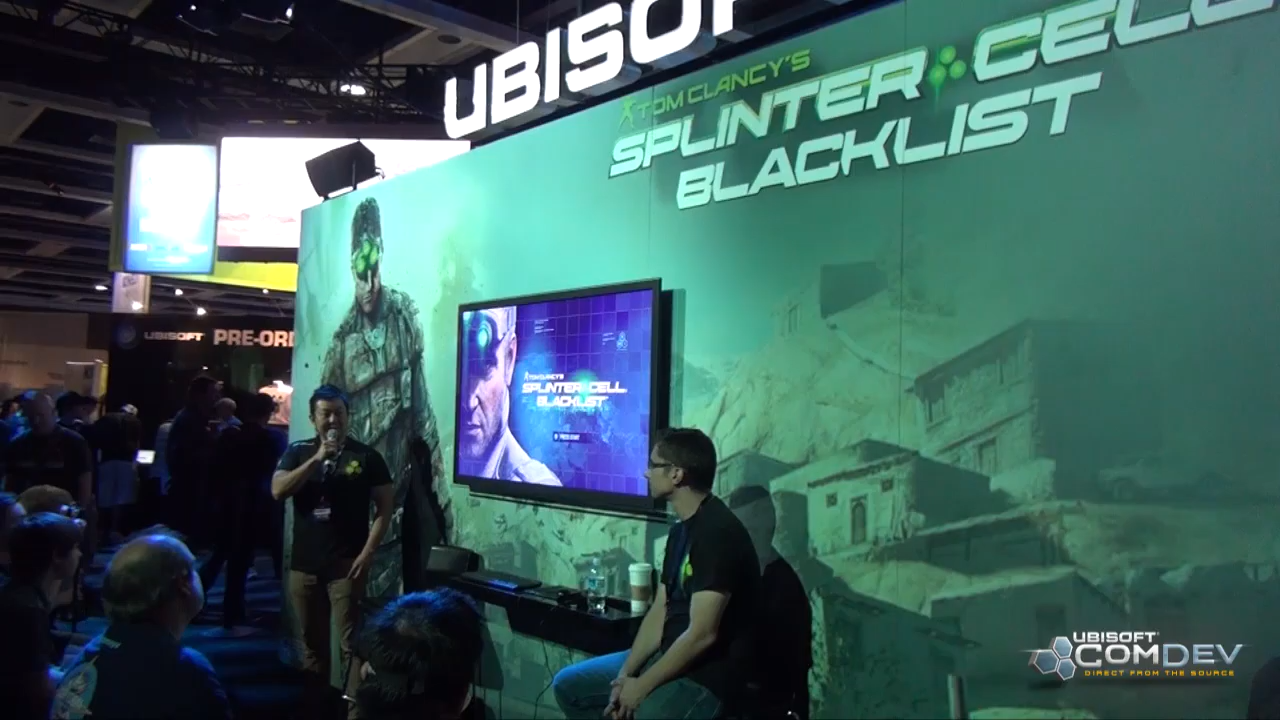 UBISOF
TOM CLANCY'S
SPLINTER CELL
BLACKLIST
UBISOFT PRE-ORD
TOM CLANCY'S
SPLINTER CELL
BLACKLIST
PRESS START
UBISOFT
COMDEV
DIRECT FROM THE SOURCE